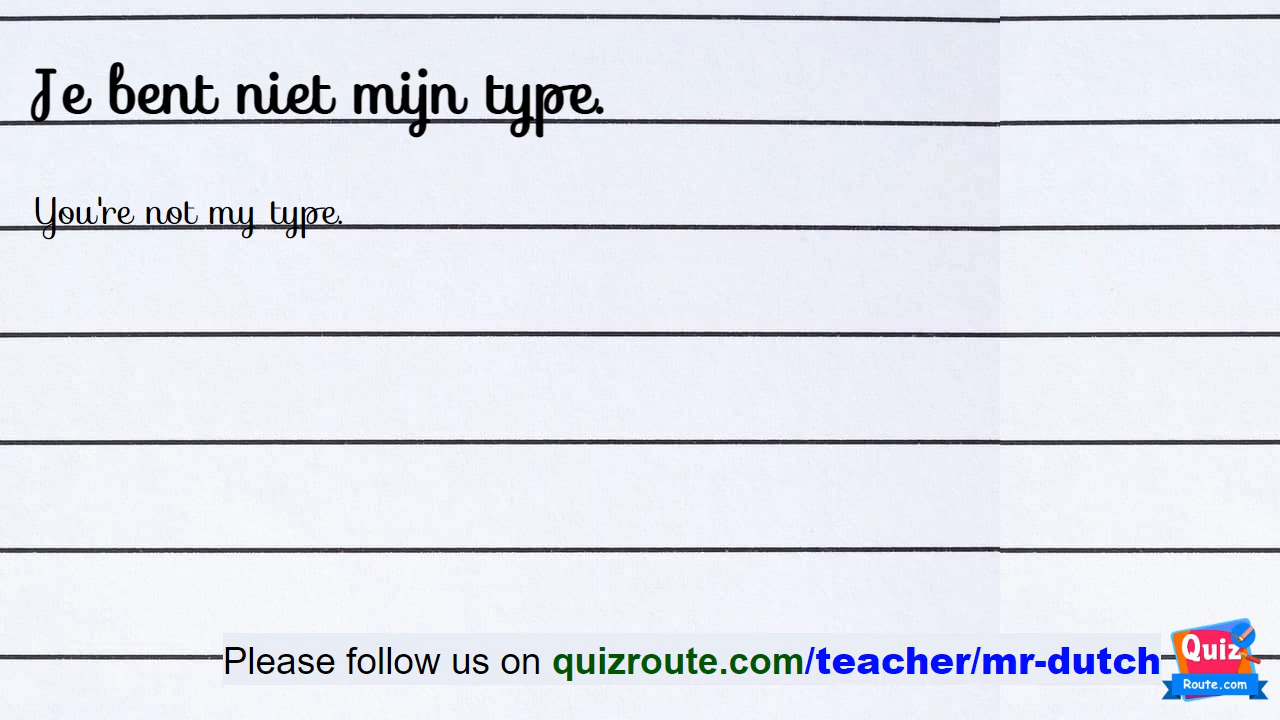 Je bent niet mijn type.
You're not my type.
Please follow us on quizroute.com/teacher/mr-dutch
Quiz
Route.com